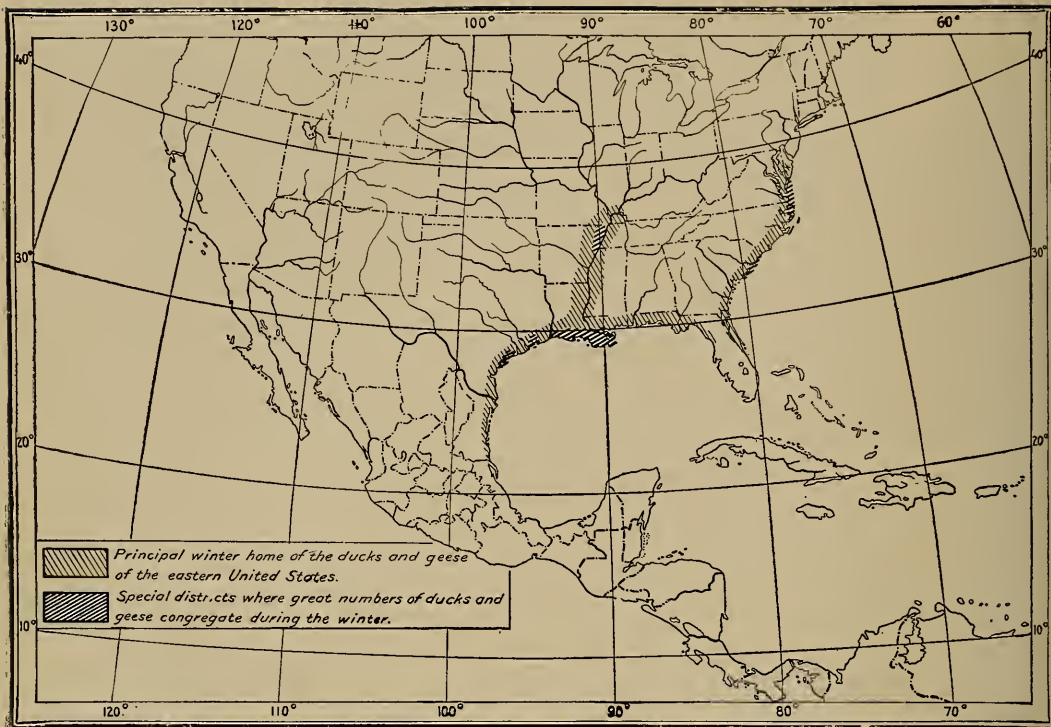 130° 120° 110° 100° 90° 80° 70° 60°
40° 40°
30° 30°
20° 20°
Principal winter home of the ducks and geese
of the eastern United States.
Special districts where great numbers of ducks and
geese congregate during the winter.
10° 10°
120° 110° 100° 90° 80° 70°